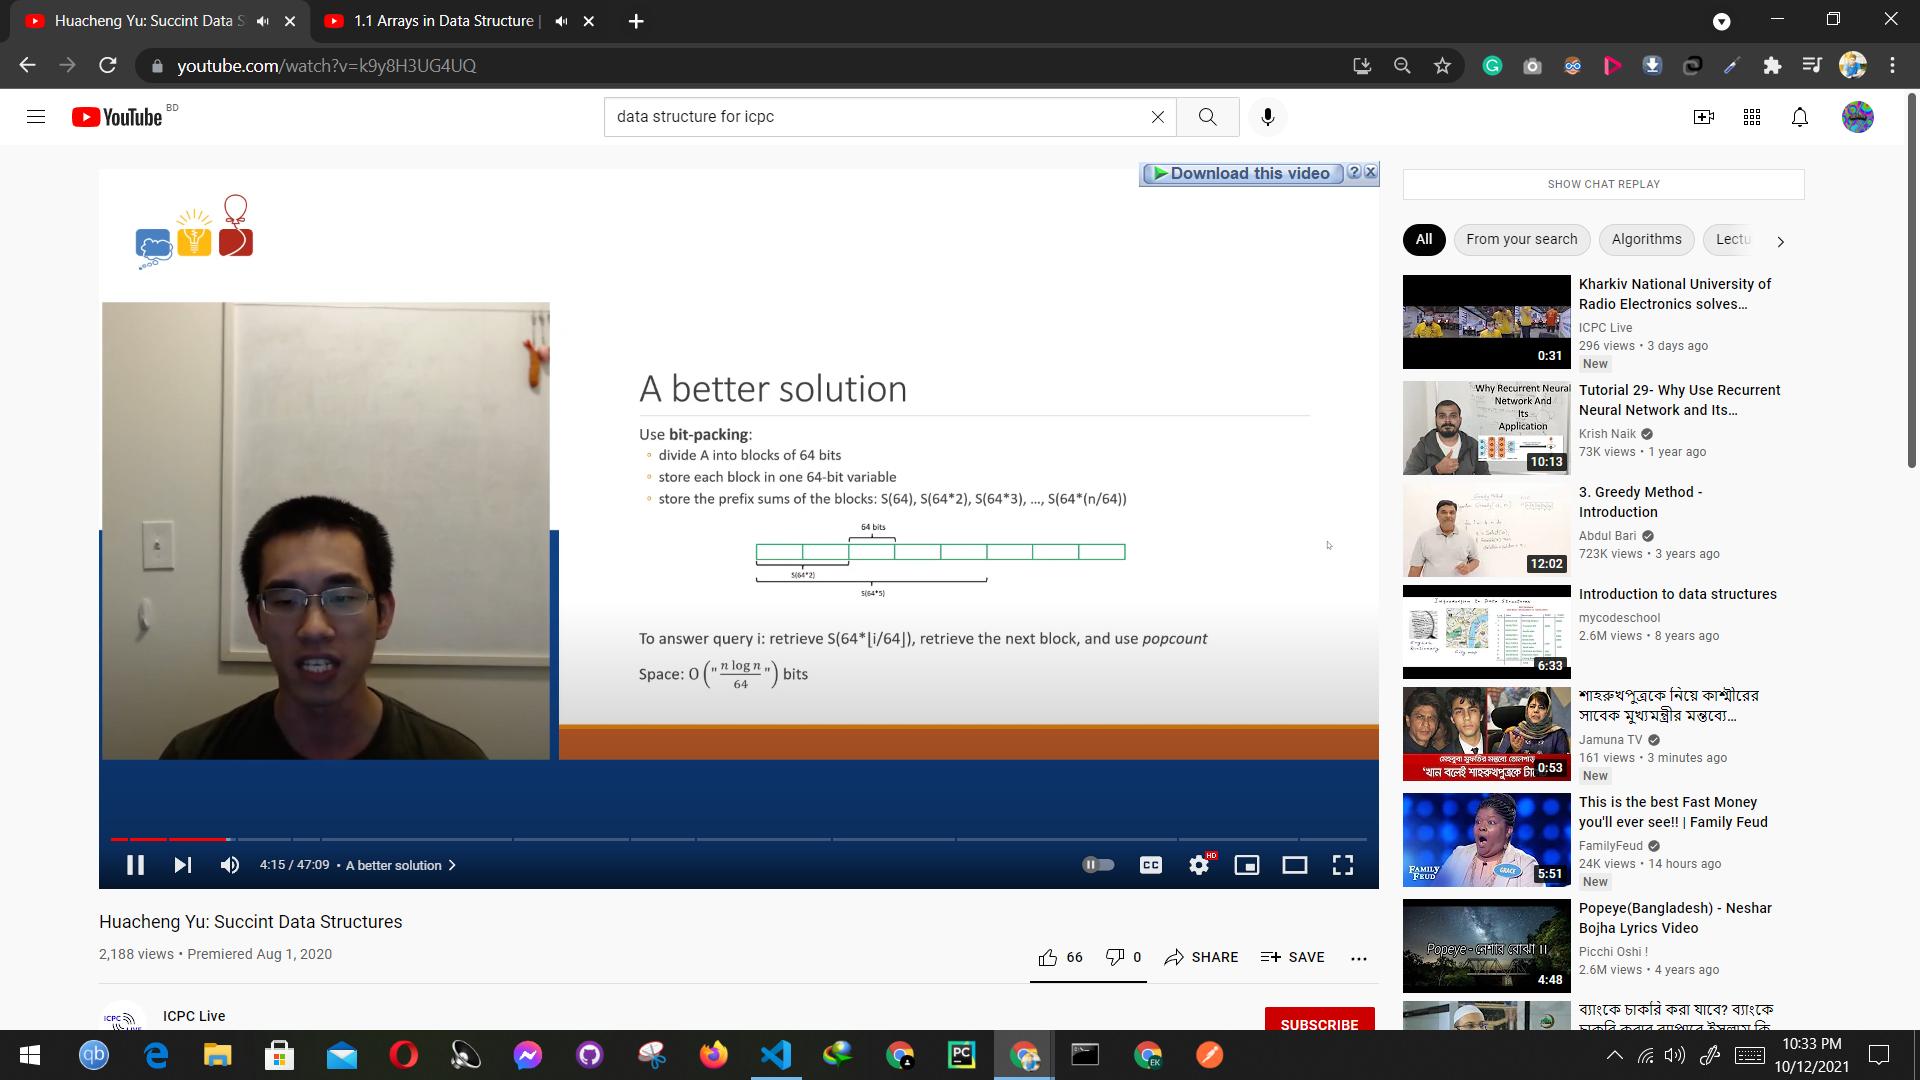 Huacheng Yu: Succint Data S
1.1 Arrays in Data Structure |
youtube.com/watch?v=k9y8H3UG4UQ
YouTube BD
data structure for icpc
Download this video
A better solution
Use bit-packing:
divide A into blocks of 64 bits
store each block in one 64-bit variable
store the prefix sums of the blocks: S(64), S(64*2), S(64*3), ..., S(64*(n/64))
64 bits
S(64*2)
S(64*5)
To answer query i: retrieve S(64*⌊i/64⌋), retrieve the next block, and use popcount
Space: O ("n log n / 64") bits
4:15 / 47:09 • A better solution
CC
HD
Huacheng Yu: Succint Data Structures
2,188 views • Premiered Aug 1, 2020
66
0
SHARE
SAVE
ICPC Live
SUBSCRIBE
SHOW CHAT REPLAY
All
From your search
Algorithms
Lectu
Kharkiv National University of
Radio Electronics solves...
ICPC Live
296 views • 3 days ago
New
0:31
Why Recurrent Neural
Network And
Its
Application
10:13
Tutorial 29- Why Use Recurrent
Neural Network and Its...
Krish Naik
73K views • 1 year ago
12:02
3. Greedy Method -
Introduction
Abdul Bari
723K views • 3 years ago
6:33
Introduction to data structures
mycodeschool
2.6M views • 8 years ago
0:53
শাহরুখপুত্রকে নিয়ে কাশ্মীরের
সাবেক মুখ্যমন্ত্রীর মন্তব্যে...
Jamuna TV
161 views • 3 minutes ago
New
FAMILY
FEUD
GRACE
5:51
This is the best Fast Money
you'll ever see!! | Family Feud
FamilyFeud
24K views • 14 hours ago
New
Popeye - নেশার বোঝা ।।
4:48
Popeye(Bangladesh) - Neshar
Bojha Lyrics Video
Picchi Oshi !
2.6M views • 4 years ago
ব্যাংকে চাকরি করা যাবে? ব্যাংকে
10:33 PM
10/12/2021